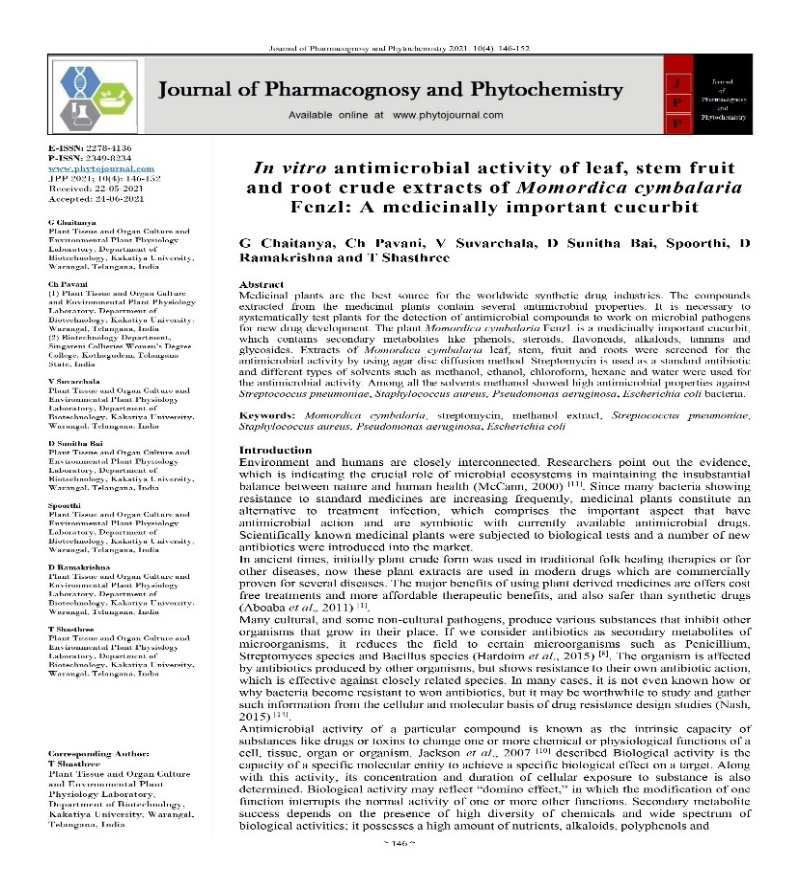 Journal of Pharmacognosy and Phytochemistry 2021; 10(4): 146-152
Journal of Pharmacognosy and Phytochemistry
Available online at www.phytojournal.com
J
P
P
Journal
of
Pharmacognosy
and
Phytochemistry
E-ISSN: 2278-4136
P-ISSN: 2349-8234
www.phytojournal.com
JPP 2021; 10(4): 146-152
Received: 22-05-2021
Accepted: 24-06-2021
G Chaitanya
Plant Tissue and Organ Culture and
Environmental Plant Physiology
Laboratory, Department of
Biotechnology, Kakatiya University,
Warangal, Telangana, India
Ch Pavani
(1) Plant Tissue and Organ Culture
and Environmental Plant Physiology
Laboratory, Department of
Biotechnology, Kakatiya University,
Warangal, Telangana, India
(2) Biotechnology Department,
Singareni Collieries Women's Degree
College, Kothagudem, Telangana
State, India
V Suvarchala
Plant Tissue and Organ Culture and
Environmental Plant Physiology
Laboratory, Department of
Biotechnology, Kakatiya University,
Warangal, Telangana, India
D Sunitha Bai
Plant Tissue and Organ Culture and
Environmental Plant Physiology
Laboratory, Department of
Biotechnology, Kakatiya University,
Warangal, Telangana, India
Spoorthi
Plant Tissue and Organ Culture and
Environmental Plant Physiology
Laboratory, Department of
Biotechnology, Kakatiya University,
Warangal, Telangana, India
D Ramakrishna
Plant Tissue and Organ Culture and
Environmental Plant Physiology
Laboratory, Department of
Biotechnology, Kakatiya University,
Warangal, Telangana, India
T Shasthree
Plant Tissue and Organ Culture and
Environmental Plant Physiology
Laboratory, Department of
Biotechnology, Kakatiya University,
Warangal, Telangana, India
Corresponding Author:
T Shasthree
Plant Tissue and Organ Culture
and Environmental Plant
Physiology Laboratory,
Department of Biotechnology,
Kakatiya University, Warangal,
Telangana, India
In vitro antimicrobial activity of leaf, stem fruit
and root crude extracts of Momordica cymbalaria
Fenzl: A medicinally important cucurbit
G Chaitanya, Ch Pavani, V Suvarchala, D Sunitha Bai, Spoorthi, D
Ramakrishna and T Shasthree
Abstract
Medicinal plants are the best source for the worldwide synthetic drug industries. The compounds
extracted from the medicinal plants contain several antimicrobial properties. It is necessary to
systematically test plants for the detection of antimicrobial compounds to work on microbial pathogens
for new drug development. The plant Momordica cymbalaria Fenzl. is a medicinally important cucurbit,
which contains secondary metabolites like phenols, steroids, flavonoids, alkaloids, tannins and
glycosides. Extracts of Momordica cymbalaria leaf, stem, fruit and roots were screened for the
antimicrobial activity by using agar disc diffusion method. Streptomycin is used as a standard antibiotic
and different types of solvents such as methanol, ethanol, chloroform, hexane and water were used for
the antimicrobial activity. Among all the solvents methanol showed high antimicrobial properties against
Streptococcus pneumoniae, Staphylococcus aureus, Pseudomonas aeruginosa, Escherichia coli bacteria.
Keywords: Momordica cymbalaria, streptomycin, methanol extract, Streptococcus pneumoniae,
Staphylococcus aureus, Pseudomonas aeruginosa, Escherichia coli
Introduction
Environment and humans are closely interconnected. Researchers point out the evidence,
which is indicating the crucial role of microbial ecosystems in maintaining the insubstantial
balance between nature and human health (McCann, 2000) [11]. Since many bacteria showing
resistance to standard medicines are increasing frequently, medicinal plants constitute an
alternative to treatment infection, which comprises the important aspect that have
antimicrobial action and are symbiotic with currently available antimicrobial drugs.
Scientifically known medicinal plants were subjected to biological tests and a number of new
antibiotics were introduced into the market.
In ancient times, initially plant crude form was used in traditional folk healing therapies or for
other diseases, now these plant extracts are used in modern drugs which are commercially
proven for several diseases. The major benefits of using plant derived medicines are offers cost
free treatments and more affordable therapeutic benefits, and also safer than synthetic drugs
(Aboaba et al., 2011) [1].
Many cultural, and some non-cultural pathogens, produce various substances that inhibit other
organisms that grow in their place. If we consider antibiotics as secondary metabolites of
microorganisms, it reduces the field to certain microorganisms such as Penicillium,
Streptomyces species and Bacillus species (Hardoim et al., 2015) [8]. The organism is affected
by antibiotics produced by other organisms, but shows resistance to their own antibiotic action,
which is effective against closely related species. In many cases, it is not even known how or
why bacteria become resistant to won antibiotics, but it may be worthwhile to study and gather
such information from the cellular and molecular basis of drug resistance design studies (Nash,
2015) [14].
Antimicrobial activity of a particular compound is known as the intrinsic capacity of
substances like drugs or toxins to change one or more chemical or physiological functions of a
cell, tissue, organ or organism. Jackson et al., 2007 [10] described Biological activity is the
capacity of a specific molecular entity to achieve a specific biological effect on a target. Along
with this activity, its concentration and duration of cellular exposure to substance is also
determined. Biological activity may reflect "domino effect," in which the modification of one
function interrupts the normal activity of one or more other functions. Secondary metabolite
success depends on the presence of high diversity of chemicals and wide spectrum of
biological activities; it possesses a high amount of nutrients, alkaloids, polyphenols and
~ 146 ~